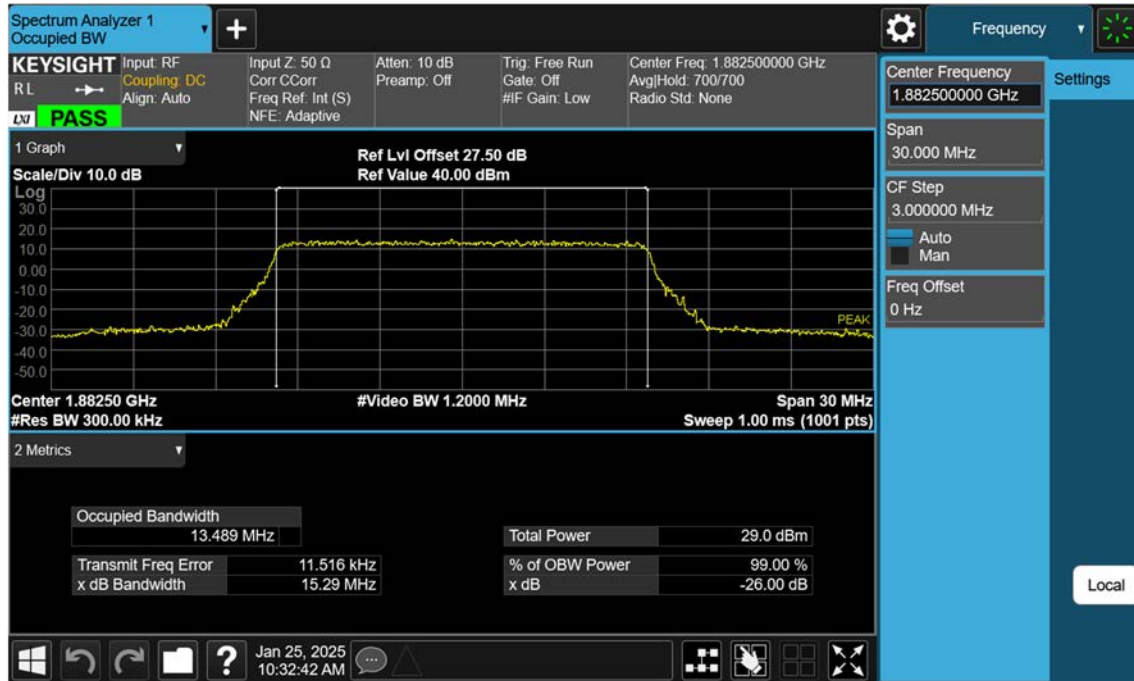 Spectrum Analyzer 1
Occupied BW
Frequency
KEYSIGHT
RL
LXI
PASS
Input: RF
Coupling: DC
Align: Auto
Input Z: 50 Ω
Corr CCorr
Freq Ref: Int (S)
NFE: Adaptive
Atten: 10 dB
Preamp: Off
Trig: Free Run
Gate: Off
#IF Gain: Low
Center Freq: 1.882500000 GHz
Avg|Hold: 700/700
Radio Std: None
1 Graph
Scale/Div 10.0 dB
Ref Lvl Offset 27.50 dB
Ref Value 40.00 dBm
Log
30.0
20.0
10.0
0.00
-10.0
-20.0
-30.0
-40.0
-50.0
PEAK
Center 1.88250 GHz
#Res BW 300.00 kHz
#Video BW 1.2000 MHz
Span 30 MHz
Sweep 1.00 ms (1001 pts)
2 Metrics
Occupied Bandwidth
13.489 MHz
Transmit Freq Error 11.516 kHz
x dB Bandwidth 15.29 MHz
Total Power 29.0 dBm
% of OBW Power 99.00 %
x dB -26.00 dB
Center Frequency
1.882500000 GHz
Span
30.000 MHz
CF Step
3.000000 MHz
Auto
Man
Freq Offset
0 Hz
Settings
Local
?
Jan 25, 2025
10:32:42 AM